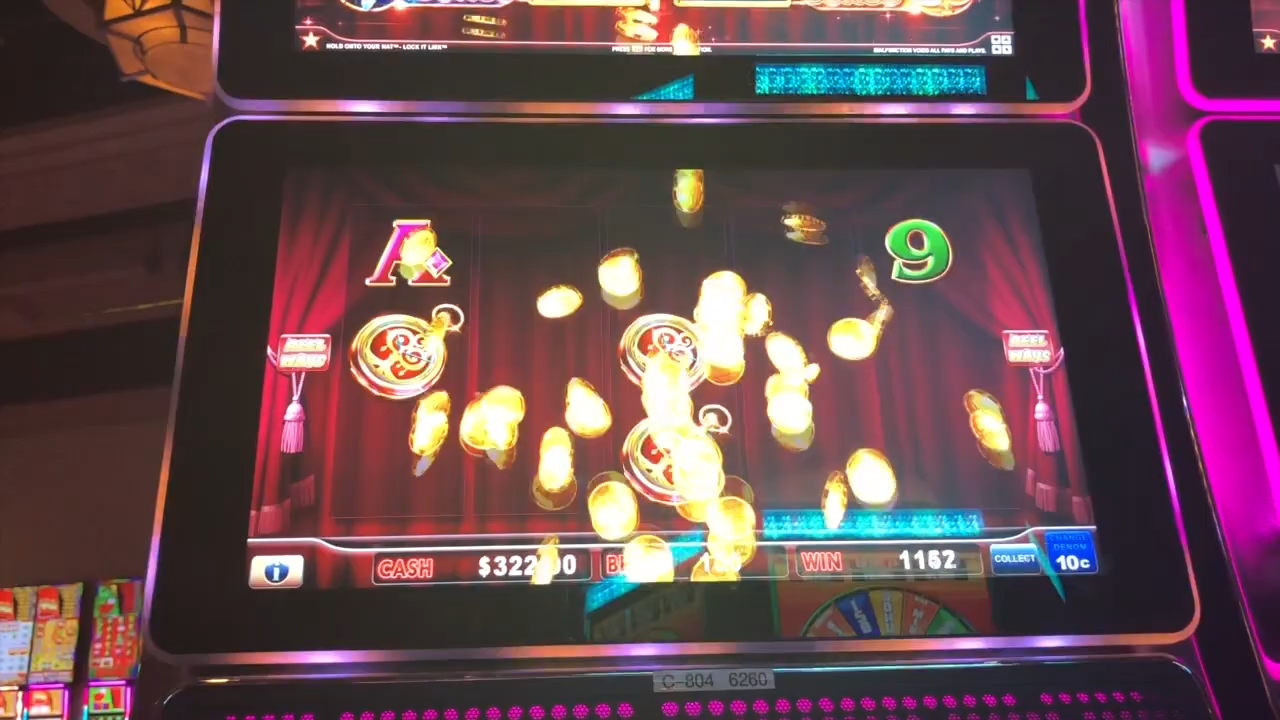 HOLD ONTO YOUR HAT™ - LOCK IT LINK™
MALFUNCTION VOIDS ALL PAYS AND PLAYS.
A
9
REEL WAYS
REEL WAYS
CASH
WIN 1152
COLLECT
CHANGE DENOM
10¢
C-804 6260